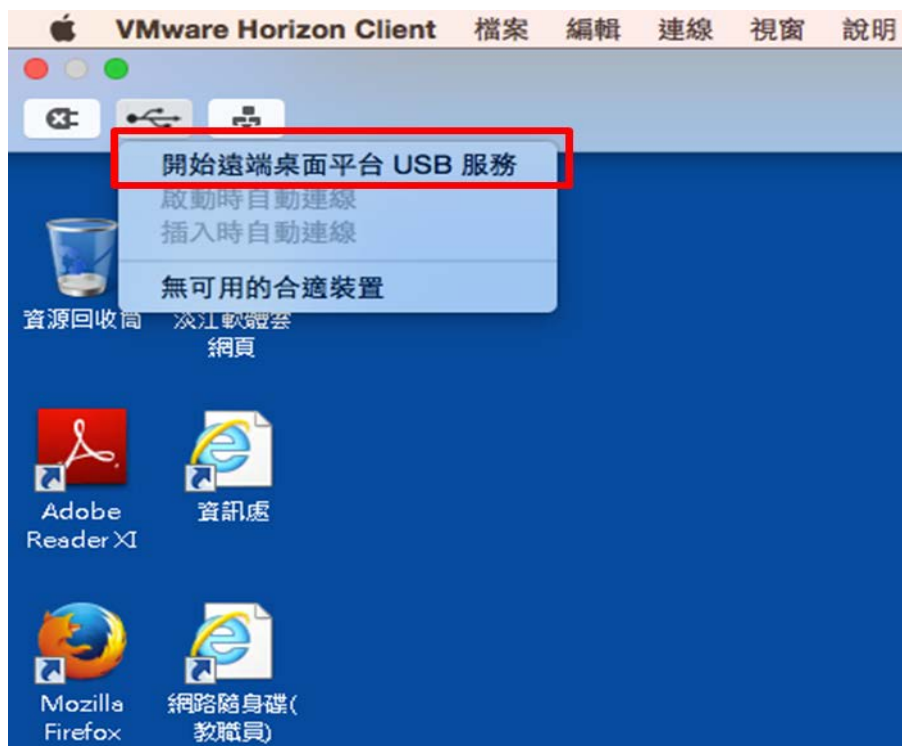 VMware Horizon Client 檔案 編輯 連線 視窗 說明
開始遠端桌面平台 USB 服務
啟動時自動連線
插入時自動連線
無可用的合適裝置
資源回收筒 淡江軟體雲
網頁
Adobe
Reader XI
資訊處
Mozilla
Firefox
網路隨身碟(
教職員)